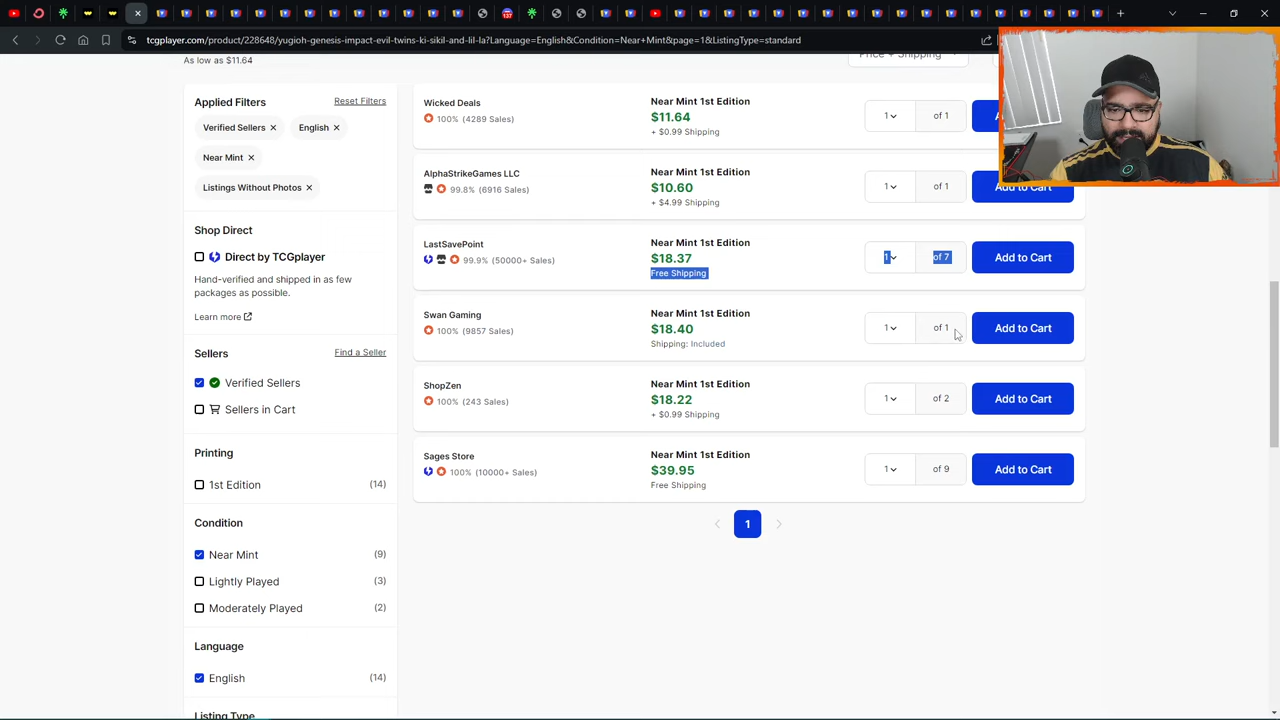 137
tcgplayer.com/product/228648/yugioh-genesis-impact-evil-twins-ki-sikil-and-lil-la?Language=English&Condition=Near+Mint&page=1&ListingType=standard
As low as $11.64
Price + Shipping
Applied Filters
Reset Filters
Verified Sellers
English
Near Mint
Listings Without Photos
Shop Direct
Direct by TCGplayer
Hand-verified and shipped in as few
packages as possible.
Learn more
Sellers
Find a Seller
Verified Sellers
Sellers in Cart
Printing
1st Edition (14)
Condition
Near Mint (9)
Lightly Played (3)
Moderately Played (2)
Language
English (14)
Listing Type
Wicked Deals
100% (4289 Sales)
Near Mint 1st Edition
$11.64
+ $0.99 Shipping
1 of 1
AlphaStrikeGames LLC
99.8% (6916 Sales)
Near Mint 1st Edition
$10.60
+ $4.99 Shipping
1 of 1
Add to Cart
LastSavePoint
99.9% (50000+ Sales)
Near Mint 1st Edition
$18.37
Free Shipping
1 of 7
Add to Cart
Swan Gaming
100% (9857 Sales)
Near Mint 1st Edition
$18.40
Shipping: Included
1 of 1
Add to Cart
ShopZen
100% (243 Sales)
Near Mint 1st Edition
$18.22
+ $0.99 Shipping
1 of 2
Add to Cart
Sages Store
100% (10000+ Sales)
Near Mint 1st Edition
$39.95
Free Shipping
1 of 9
Add to Cart
1